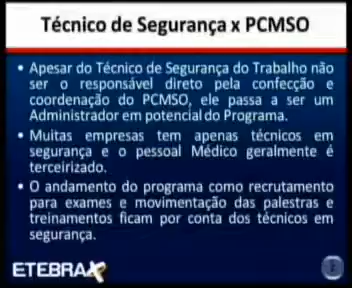 Técnico de Segurança x PCMSO
• Apesar do Técnico de Segurança do Trabalho não
ser o responsável direto pela confecção e
coordenação do PCMSO, ele passa a ser um
Administrador em potencial do Programa.
• Muitas empresas tem apenas técnicos em
segurança e o pessoal Médico geralmente é
terceirizado.
• O andamento do programa como recrutamento
para exames e movimentação das palestras e
treinamentos ficam por conta dos técnicos em
segurança.
ETEBRAX